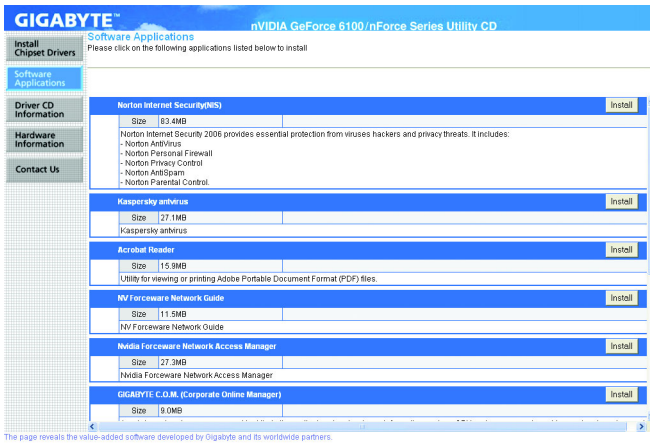 GIGABYTE™
nVIDIA GeForce 6100/nForce Series Utility CD
Install
Chipset Drivers
Software
Applications
Driver CD
Information
Hardware
Information
Contact Us
Software Applications
Please click on the following applications listed below to install
Norton Internet Security(NIS) Install
Size 83.4MB
Norton Internet Security 2006 provides essential protection from viruses hackers and privacy threats. It includes:
- Norton AntiVirus
- Norton Personal Firewall
- Norton Privacy Control
- Norton AntiSpam
- Norton Parental Control.
Kaspersky antvirus Install
Size 27.1MB
Kaspersky antvirus
Acrobat Reader Install
Size 15.9MB
Utility for viewing or printing Adobe Portable Document Format (PDF) files.
NV Forceware Network Guide Install
Size 11.5MB
NV Forceware Network Guide
Nvidia Forceware Network Access Manager Install
Size 27.3MB
Nvidia Forceware Network Access Manager
GIGABYTE C.O.M. (Corporate Online Manager) Install
Size 9.0MB
The page reveals the value-added software developed by Gigabyte and its worldwide partners.